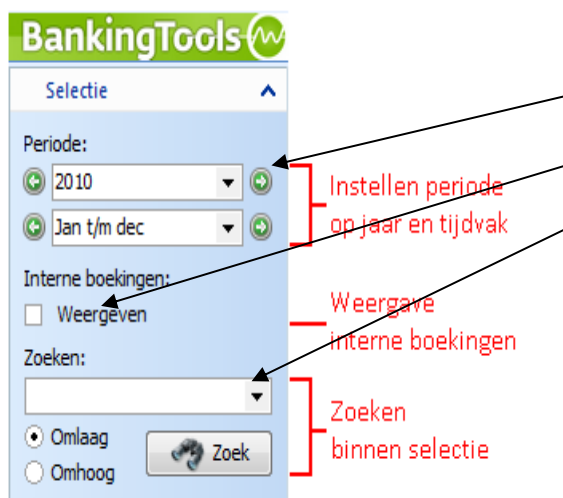 BankingTools
Selectie
Periode:
2010
Jan t/m dec
Instellen periode
op jaar en tijdvak
Interne boekingen:
Weergeven
Weergave
interne boekingen
Zoeken:
Omlaag
Omhoog
Zoek
Zoeken
binnen selectie